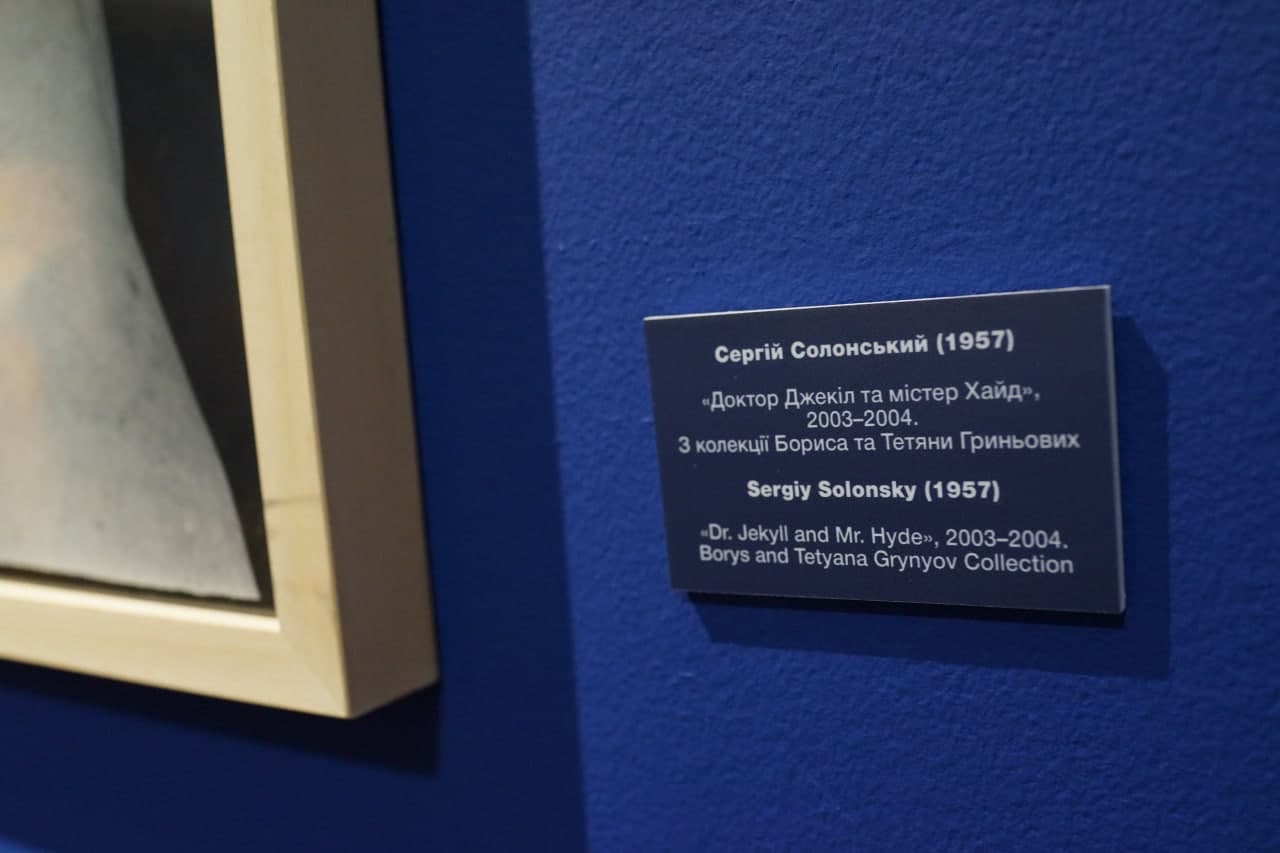 Сергій Солонський (1957)
«Доктор Джекіл та містер Хайд»,
2003–2004.
З колекції Бориса та Тетяни Гриньових
Sergiy Solonsky (1957)
«Dr. Jekyll and Mr. Hyde», 2003–2004.
Borys and Tetyana Grynyov Collection